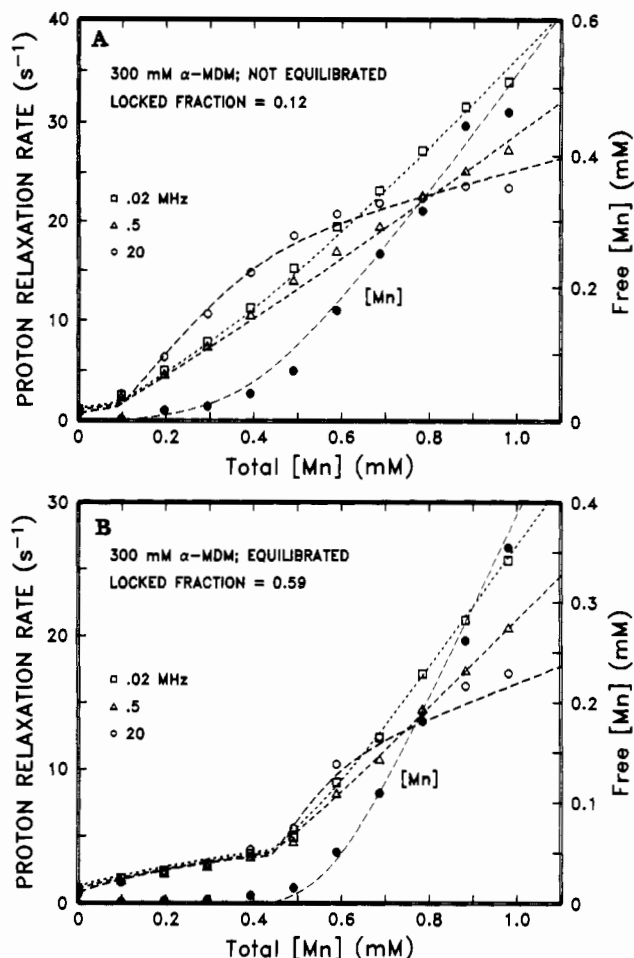 A
300 mM α-MDM; NOT EQUILIBRATED
LOCKED FRACTION = 0.12
□ .02 MHz
△ .5
○ 20
[Mn]
PROTON RELAXATION RATE (s⁻¹)
40
30
20
10
0
Free [Mn] (mM)
0.6
0.4
0.2
0
0 0.2 0.4 0.6 0.8 1.0
Total [Mn] (mM)
B
300 mM α-MDM; EQUILIBRATED
LOCKED FRACTION = 0.59
□ .02 MHz
△ .5
○ 20
[Mn]
PROTON RELAXATION RATE (s⁻¹)
30
20
10
0
Free [Mn] (mM)
0.4
0.3
0.2
0.1
0
0 0.2 0.4 0.6 0.8 1.0
Total [Mn] (mM)